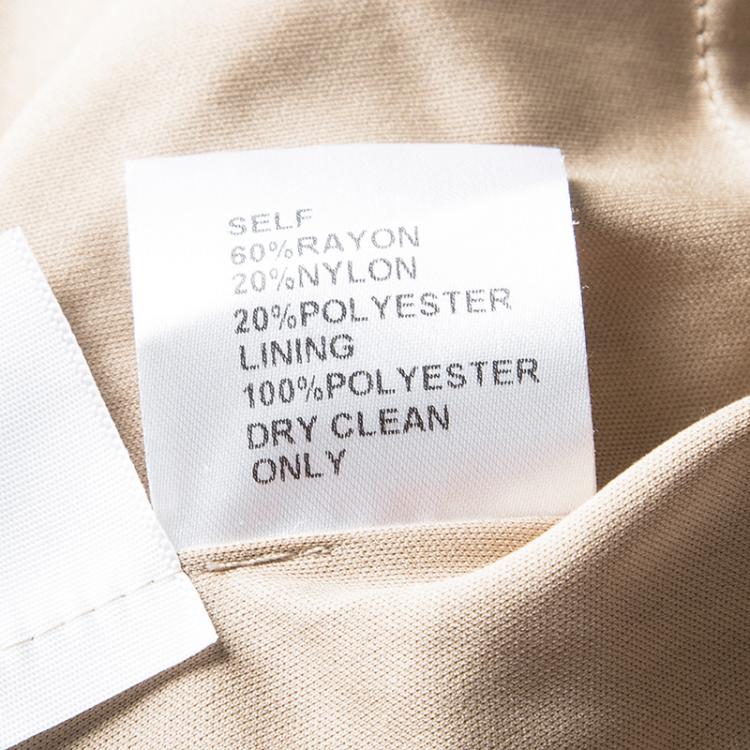 SELF
60%RAYON
20%NYLON
20%POLYESTER
LINING
100%POLYESTER
DRY CLEAN
ONLY